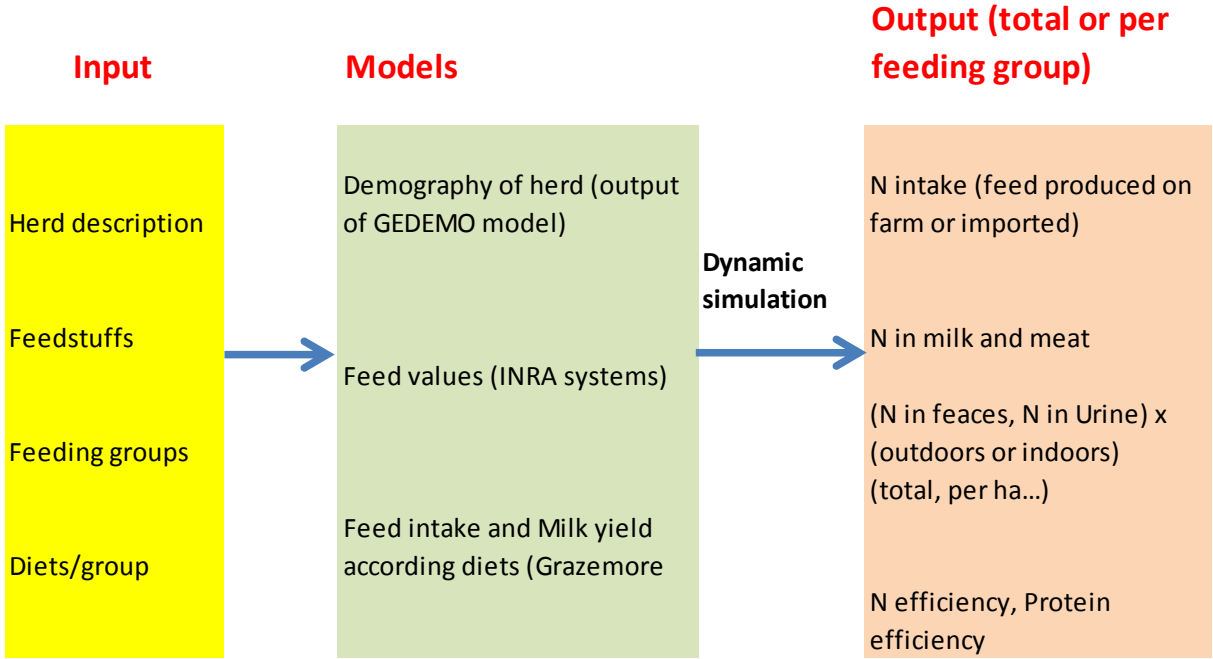 Input
Models
Output (total or per
feeding group)
Herd description
Feedstuffs
Feeding groups
Diets/group
Demography of herd (output
of GEDEMO model)
Feed values (INRA systems)
Feed intake and Milk yield
according diets (Grazemore
Dynamic
simulation
N intake (feed produced on
farm or imported)
N in milk and meat
(N in feaces, N in Urine) x
(outdoors or indoors)
(total, per ha…)
N efficiency, Protein
efficiency